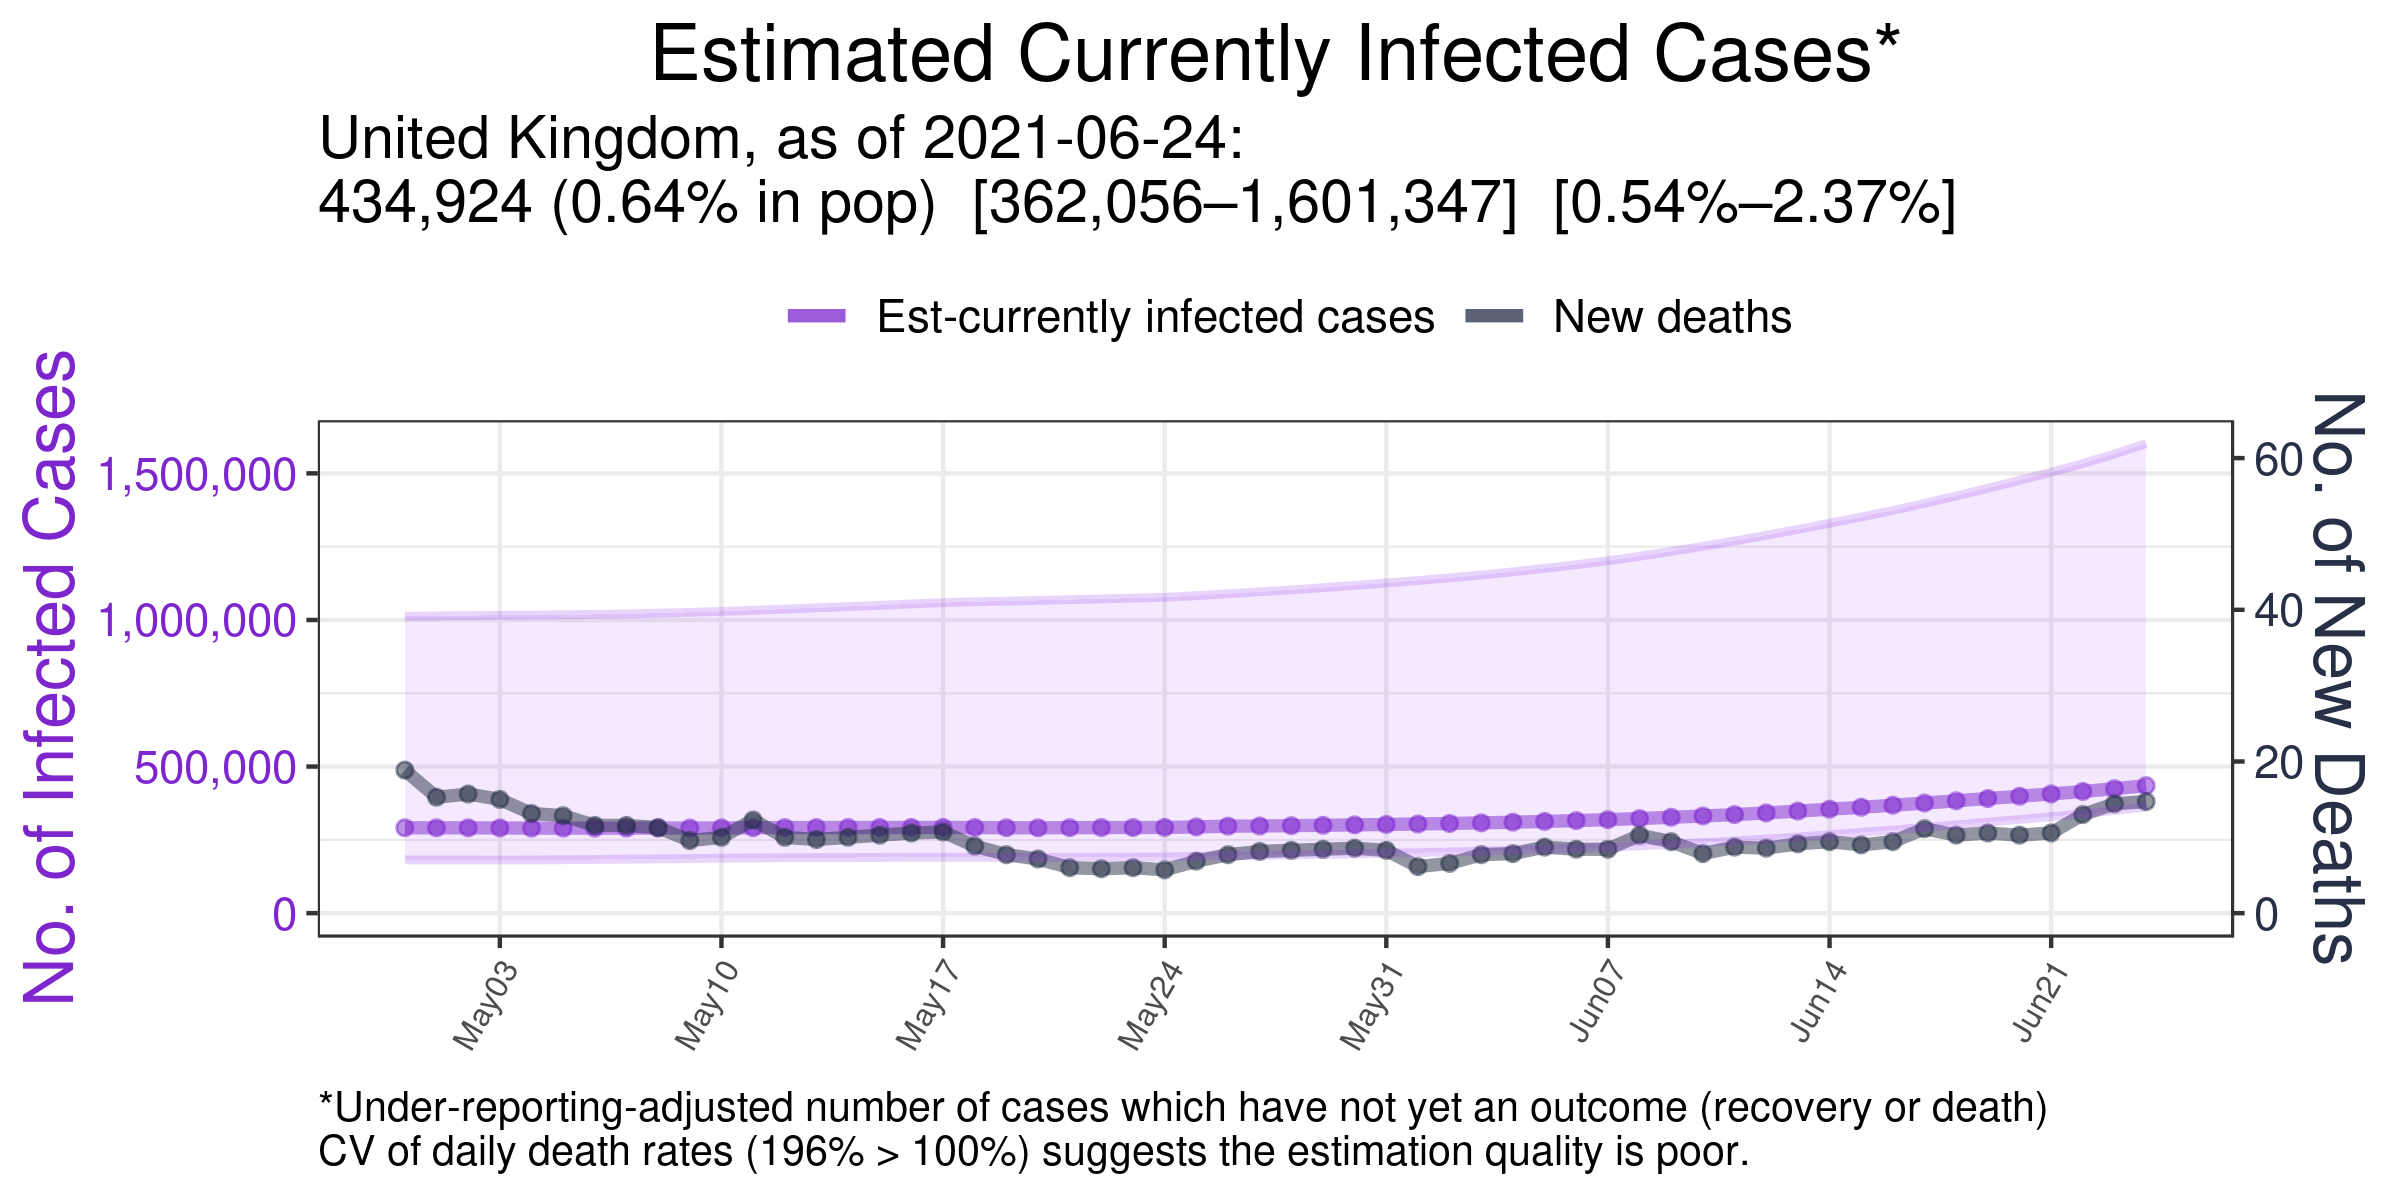 Estimated Currently Infected Cases*
United Kingdom, as of 2021-06-24:
434,924 (0.64% in pop) [362,056–1,601,347] [0.54%–2.37%]
Est-currently infected cases
New deaths
No. of Infected Cases
1,500,000
1,000,000
500,000
0
60
40
20
0
No. of New Deaths
May03
May10
May17
May24
May31
Jun07
Jun14
Jun21
*Under-reporting-adjusted number of cases which have not yet an outcome (recovery or death)
CV of daily death rates (196% > 100%) suggests the estimation quality is poor.